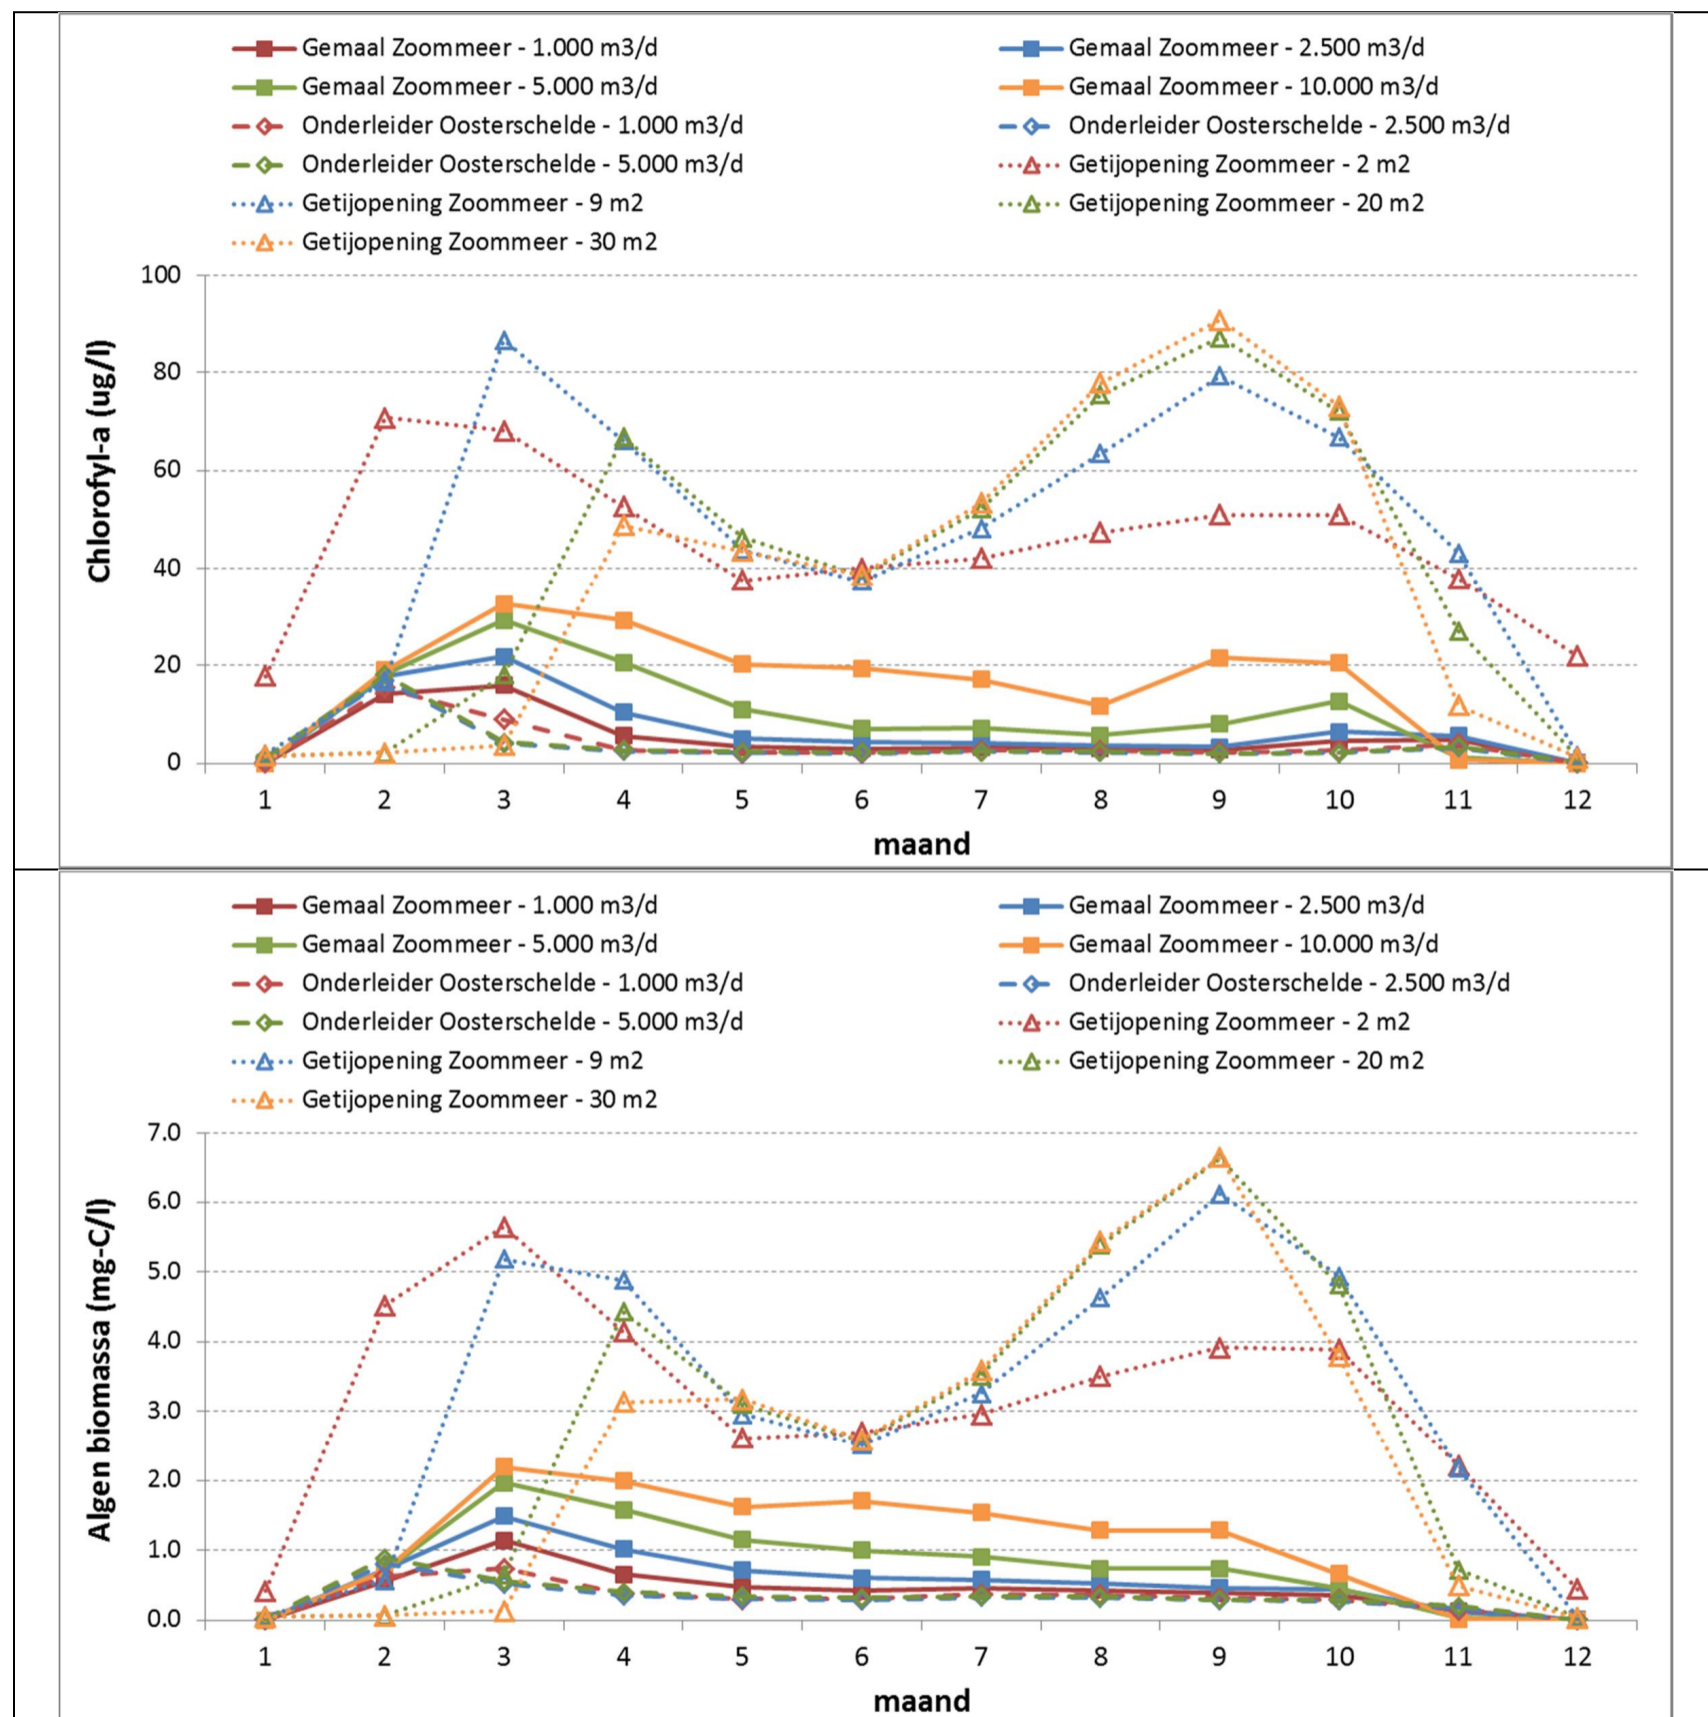 Gemaal Zoommeer - 1.000 m3/d
Gemaal Zoommeer - 2.500 m3/d
Gemaal Zoommeer - 5.000 m3/d
Gemaal Zoommeer - 10.000 m3/d
Onderleider Oosterschelde - 1.000 m3/d
Onderleider Oosterschelde - 2.500 m3/d
Onderleider Oosterschelde - 5.000 m3/d
Getijopening Zoommeer - 2 m2
Getijopening Zoommeer - 9 m2
Getijopening Zoommeer - 20 m2
Getijopening Zoommeer - 30 m2
Chlorofyl-a (ug/l)
100
80
60
40
20
0
1 2 3 4 5 6 7 8 9 10 11 12
maand
Gemaal Zoommeer - 1.000 m3/d
Gemaal Zoommeer - 2.500 m3/d
Gemaal Zoommeer - 5.000 m3/d
Gemaal Zoommeer - 10.000 m3/d
Onderleider Oosterschelde - 1.000 m3/d
Onderleider Oosterschelde - 2.500 m3/d
Onderleider Oosterschelde - 5.000 m3/d
Getijopening Zoommeer - 2 m2
Getijopening Zoommeer - 9 m2
Getijopening Zoommeer - 20 m2
Getijopening Zoommeer - 30 m2
Algen biomassa (mg-C/l)
7.0
6.0
5.0
4.0
3.0
2.0
1.0
0.0
1 2 3 4 5 6 7 8 9 10 11 12
maand